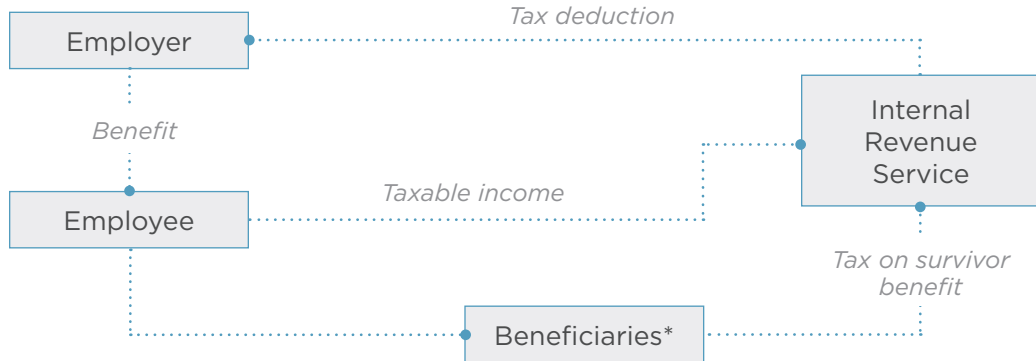 Tax deduction
Employer
Internal
Revenue
Service
Benefit
Taxable income
Employee
Tax on survivor
benefit
Beneficiaries*